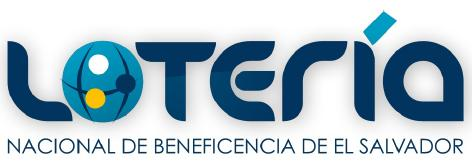 LOTERÍA
NACIONAL DE BENEFICENCIA DE EL SALVADOR